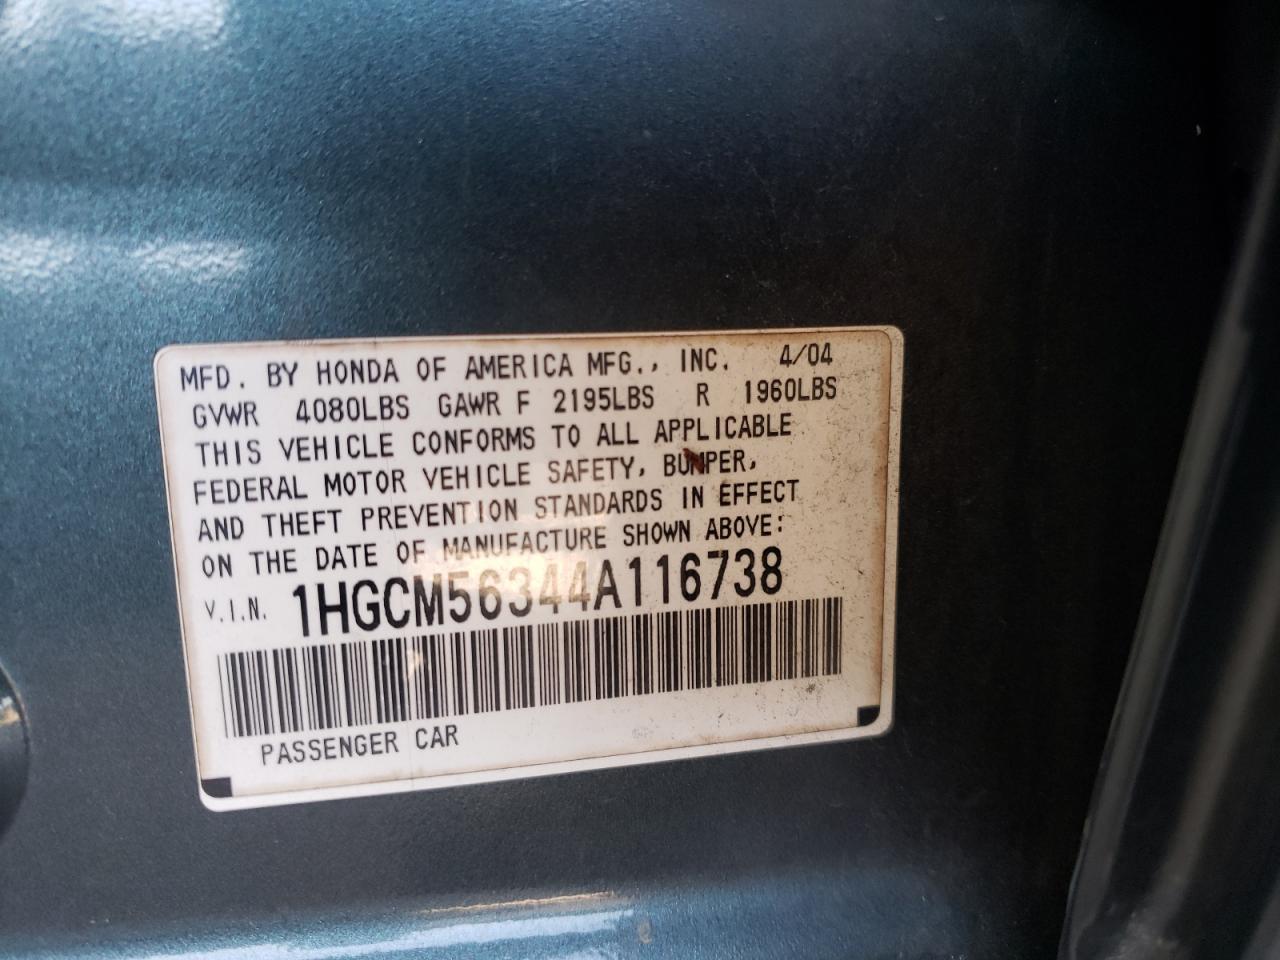 MFD. BY HONDA OF AMERICA MFG., INC. 4/04
GVWR 4080LBS GAWR F 2195LBS R 1960LBS
THIS VEHICLE CONFORMS TO ALL APPLICABLE
FEDERAL MOTOR VEHICLE SAFETY, BUMPER,
AND THEFT PREVENTION STANDARDS IN EFFECT
ON THE DATE OF MANUFACTURE SHOWN ABOVE:
V.I.N. 1HGCM56344A116738
PASSENGER CAR